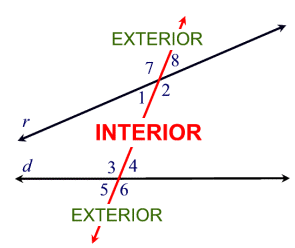 EXTERIOR
7 8
1 2
r
INTERIOR
d
3 4
5 6
EXTERIOR